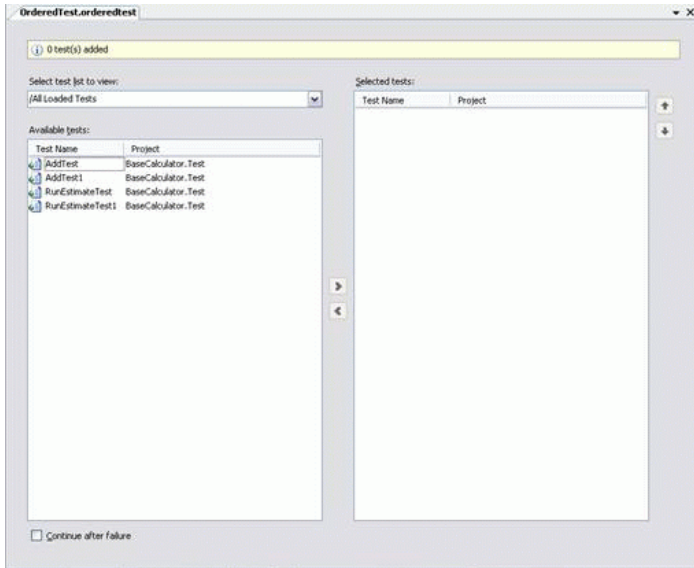 OrderedTest.orderedtest
0 test(s) added
Select test list to view:
/All Loaded Tests
Available tests:
Test Name Project
AddTest BaseCalculator.Test
AddTest1 BaseCalculator.Test
RunEstimateTest BaseCalculator.Test
RunEstimateTest1 BaseCalculator.Test
Continue after failure
Selected tests:
Test Name Project